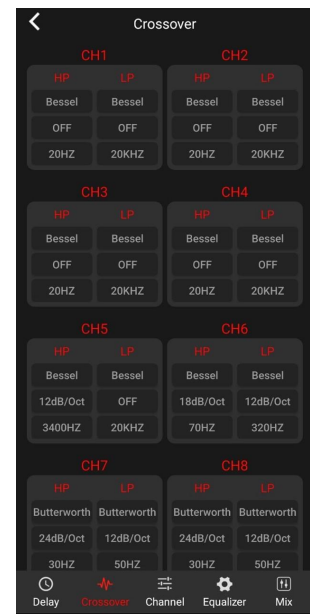 Crossover
CH1 CH2
HP LP HP LP
Bessel Bessel Bessel Bessel
OFF OFF OFF OFF
20HZ 20KHZ 20HZ 20KHZ
CH3 CH4
HP LP HP LP
Bessel Bessel Bessel Bessel
OFF OFF OFF OFF
20HZ 20KHZ 20HZ 20KHZ
CH5 CH6
HP LP HP LP
Bessel Bessel Bessel Bessel
12dB/Oct OFF 18dB/Oct 12dB/Oct
3400HZ 20KHZ 70HZ 320HZ
CH7 CH8
HP LP HP LP
Butterworth Butterworth Butterworth Butterworth
24dB/Oct 12dB/Oct 24dB/Oct 12dB/Oct
30HZ 50HZ 30HZ 50HZ
Delay Crossover Channel Equalizer Mix